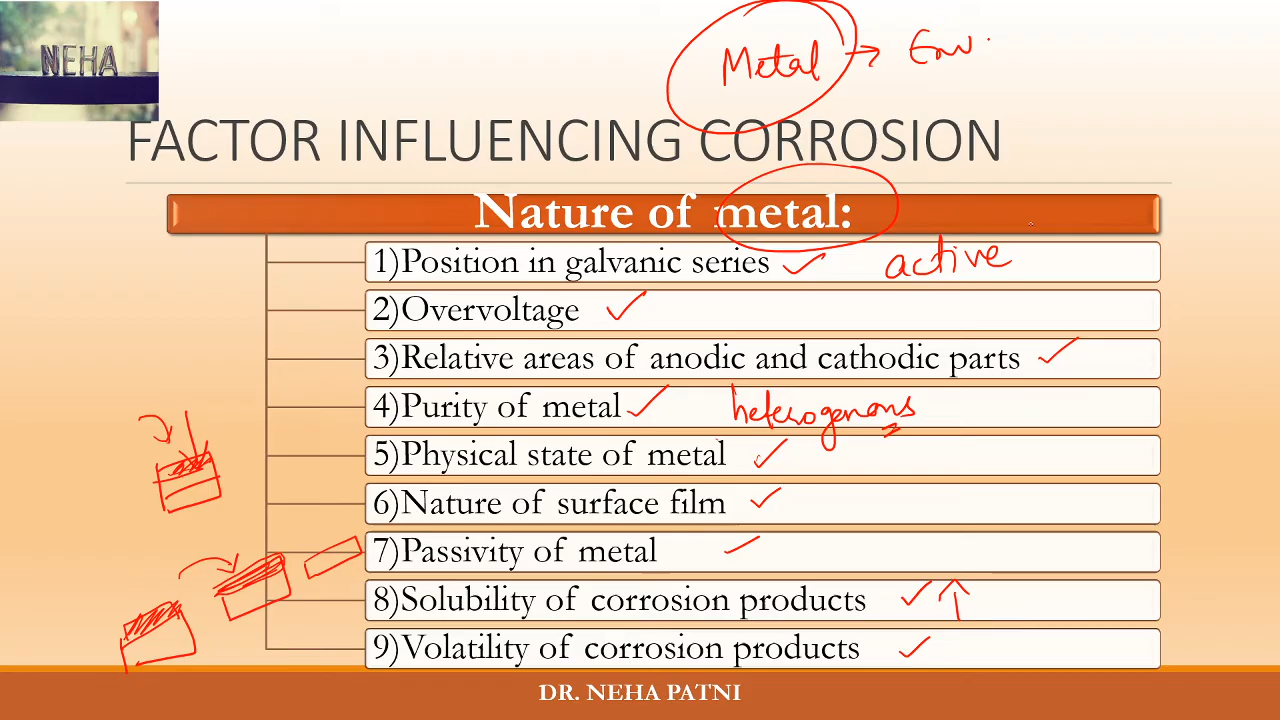 NEHA
Metal → Env.
FACTOR INFLUENCING CORROSION
Nature of metal:
1)Position in galvanic series active
2)Overvoltage
3)Relative areas of anodic and cathodic parts
4)Purity of metal heterogenous
5)Physical state of metal
6)Nature of surface film
7)Passivity of metal
8)Solubility of corrosion products ↑
9)Volatility of corrosion products
DR. NEHA PATNI